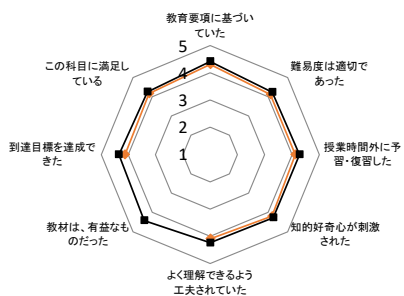 教育要項に基づい
ていた
難易度は適切で
あった
授業時間外に予
習・復習した
知的好奇心が刺激
された
よく理解できるよう
工夫されていた
教材は、有益なも
のだった
到達目標を達成で
きた
この科目に満足し
ている
5
4
3
2
1